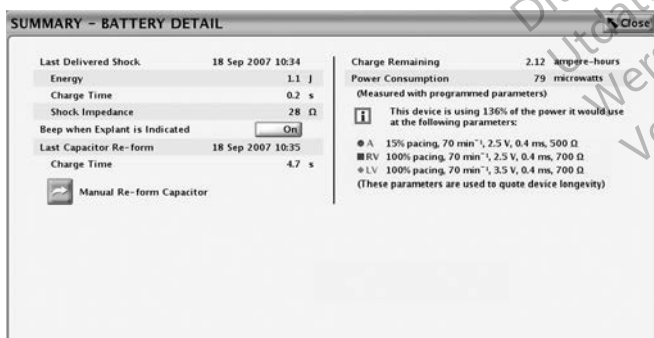 SUMMARY – BATTERY DETAIL
Close
Last Delivered Shock 18 Sep 2007 10:34
Energy 1.1 J
Charge Time 0.2 s
Shock Impedance 28 Ω
Beep when Explant is Indicated On
Last Capacitor Re-form 18 Sep 2007 10:35
Charge Time 4.7 s
Manual Re-form Capacitor
Charge Remaining 2.12 ampere-hours
Power Consumption 79 microwatts
(Measured with programmed parameters)
i This device is using 136% of the power it would use
at the following parameters:
A 15% pacing, 70 min⁻¹, 2.5 V, 0.4 ms, 500 Ω
RV 100% pacing, 70 min⁻¹, 2.5 V, 0.4 ms, 700 Ω
LV 100% pacing, 70 min⁻¹, 3.5 V, 0.4 ms, 700 Ω
(These parameters are used to quote device longevity)